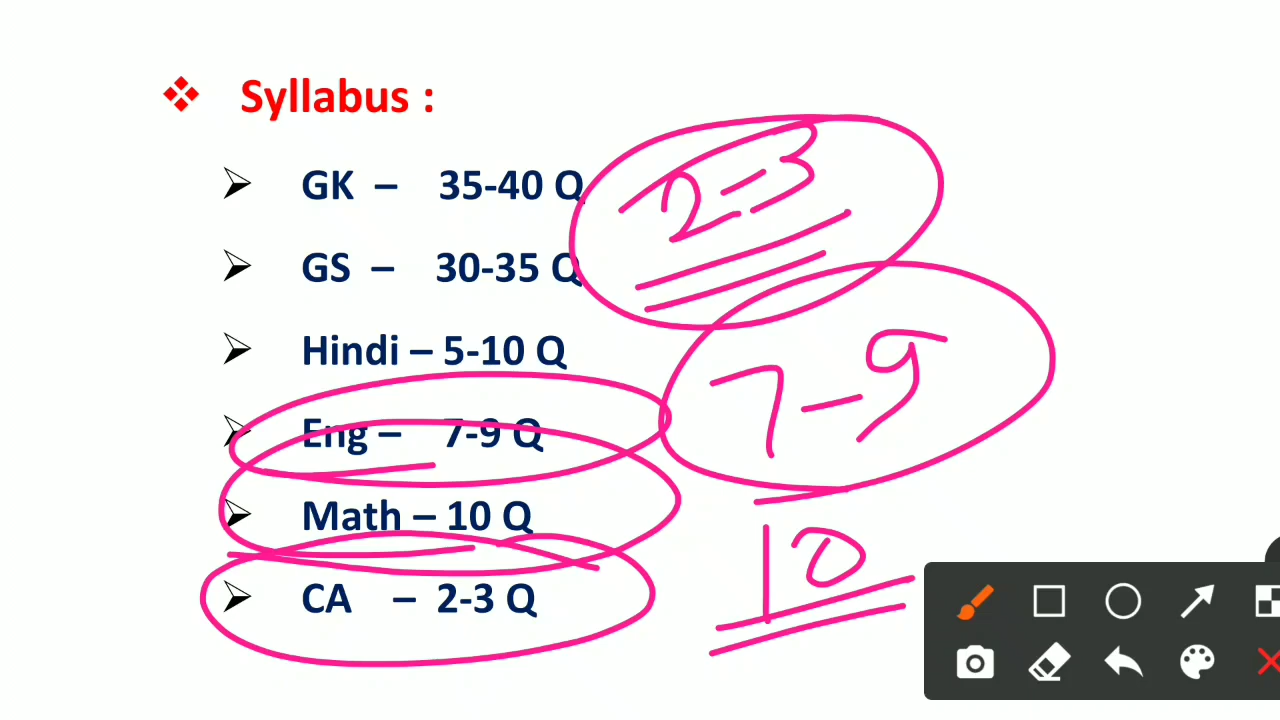 Syllabus :
GK – 35-40 Q
GS – 30-35 Q
Hindi – 5-10 Q
Eng – 7-9 Q
Math – 10 Q
CA – 2-3 Q
2-3
7-9
10